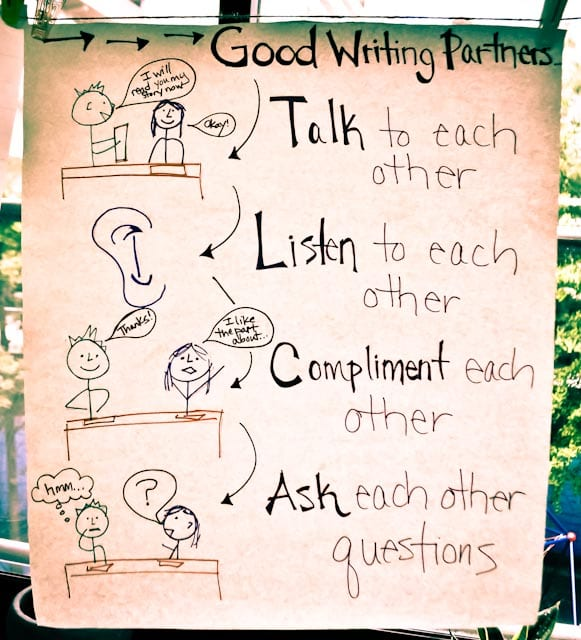 Good Writing Partners
I will
read you my
story now
Okay!
Talk to each
other
Listen to each
other
Thanks!
I like
the part
about...
Compliment each
other
hmm...
?
Ask each other
questions